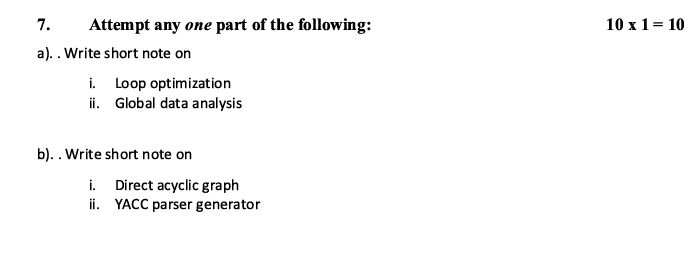 7. Attempt any one part of the following: 10 x 1 = 10
a). . Write short note on
i. Loop optimization
ii. Global data analysis
b). . Write short note on
i. Direct acyclic graph
ii. YACC parser generator